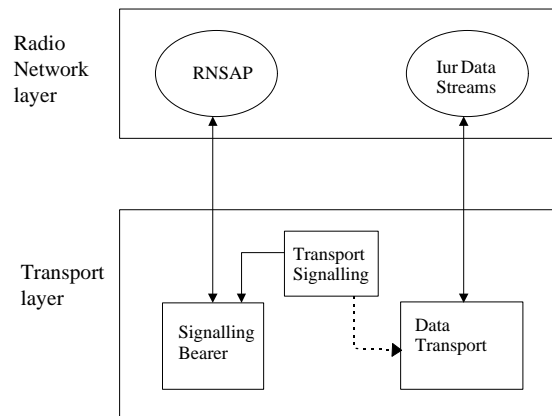 Radio
Network
layer
RNSAP
Iur Data
Streams
Transport
layer
Transport
Signalling
Signalling
Bearer
Data
Transport